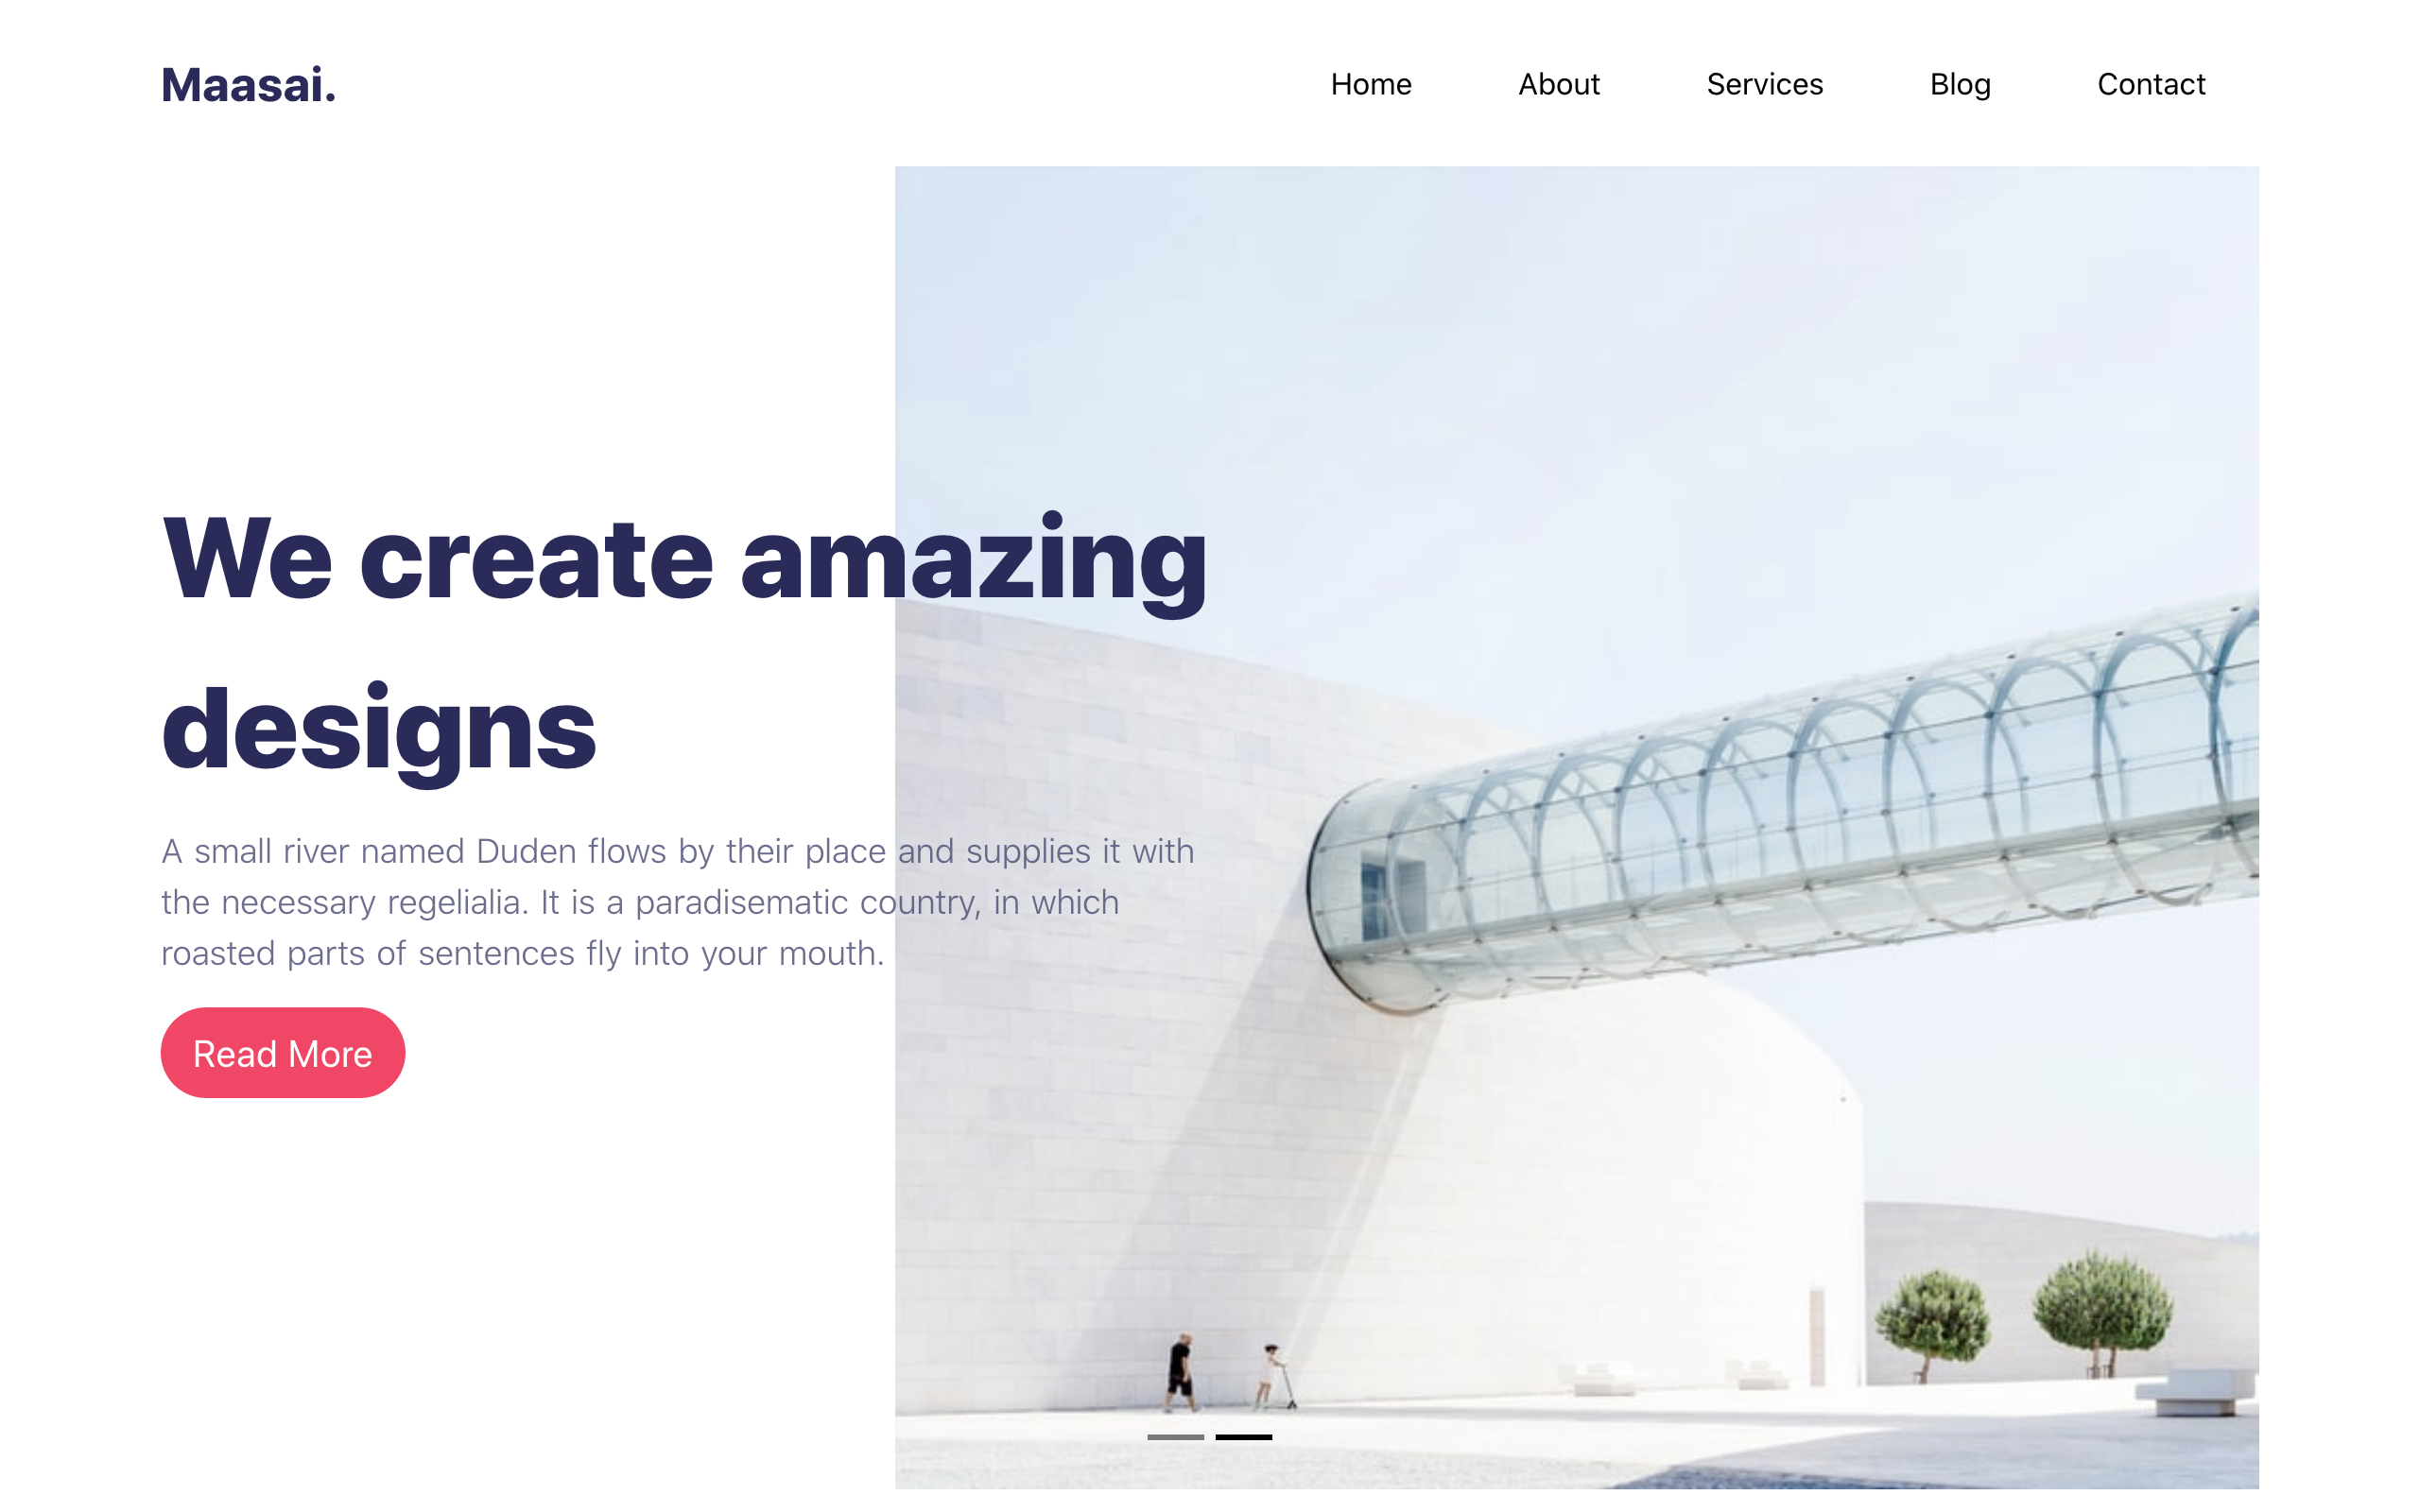 Maasai.
Home About Services Blog Contact
We create amazing
designs
A small river named Duden flows by their place and supplies it with
the necessary regelialia. It is a paradisematic country, in which
roasted parts of sentences fly into your mouth.
Read More